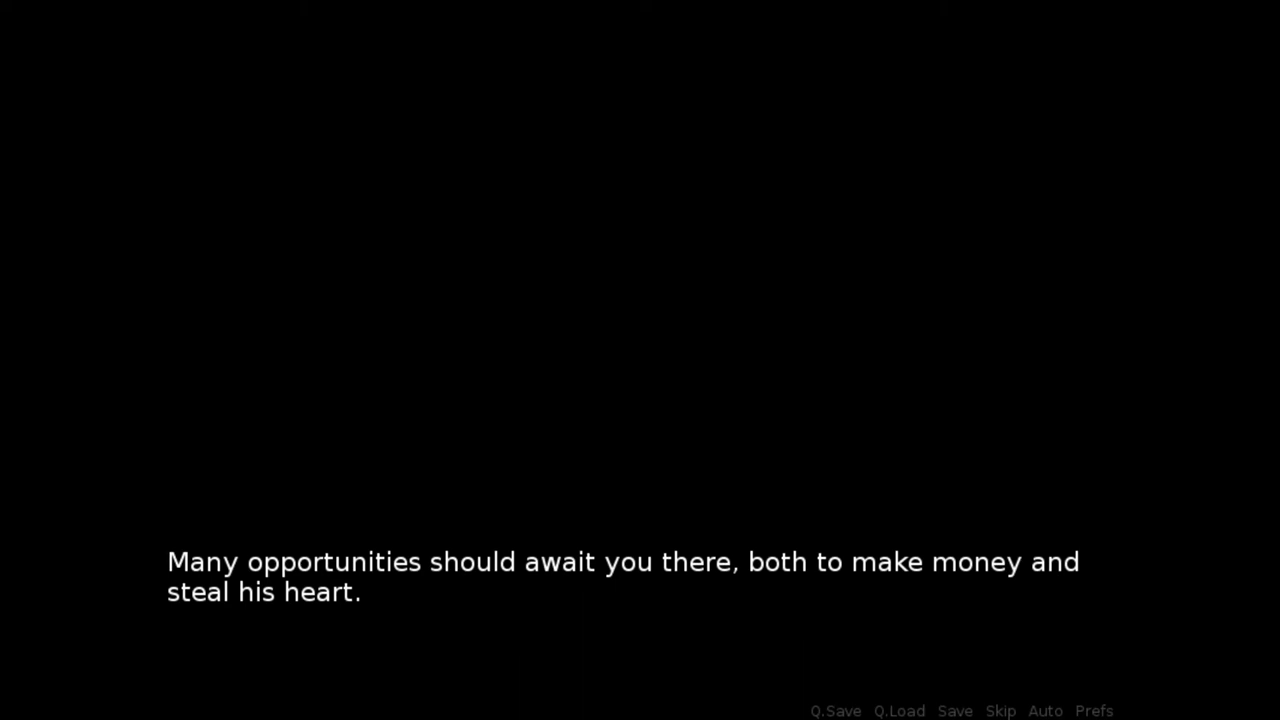 Many opportunities should await you there, both to make money and
steal his heart.
Q.Save Q.Load Save Skip Auto Prefs